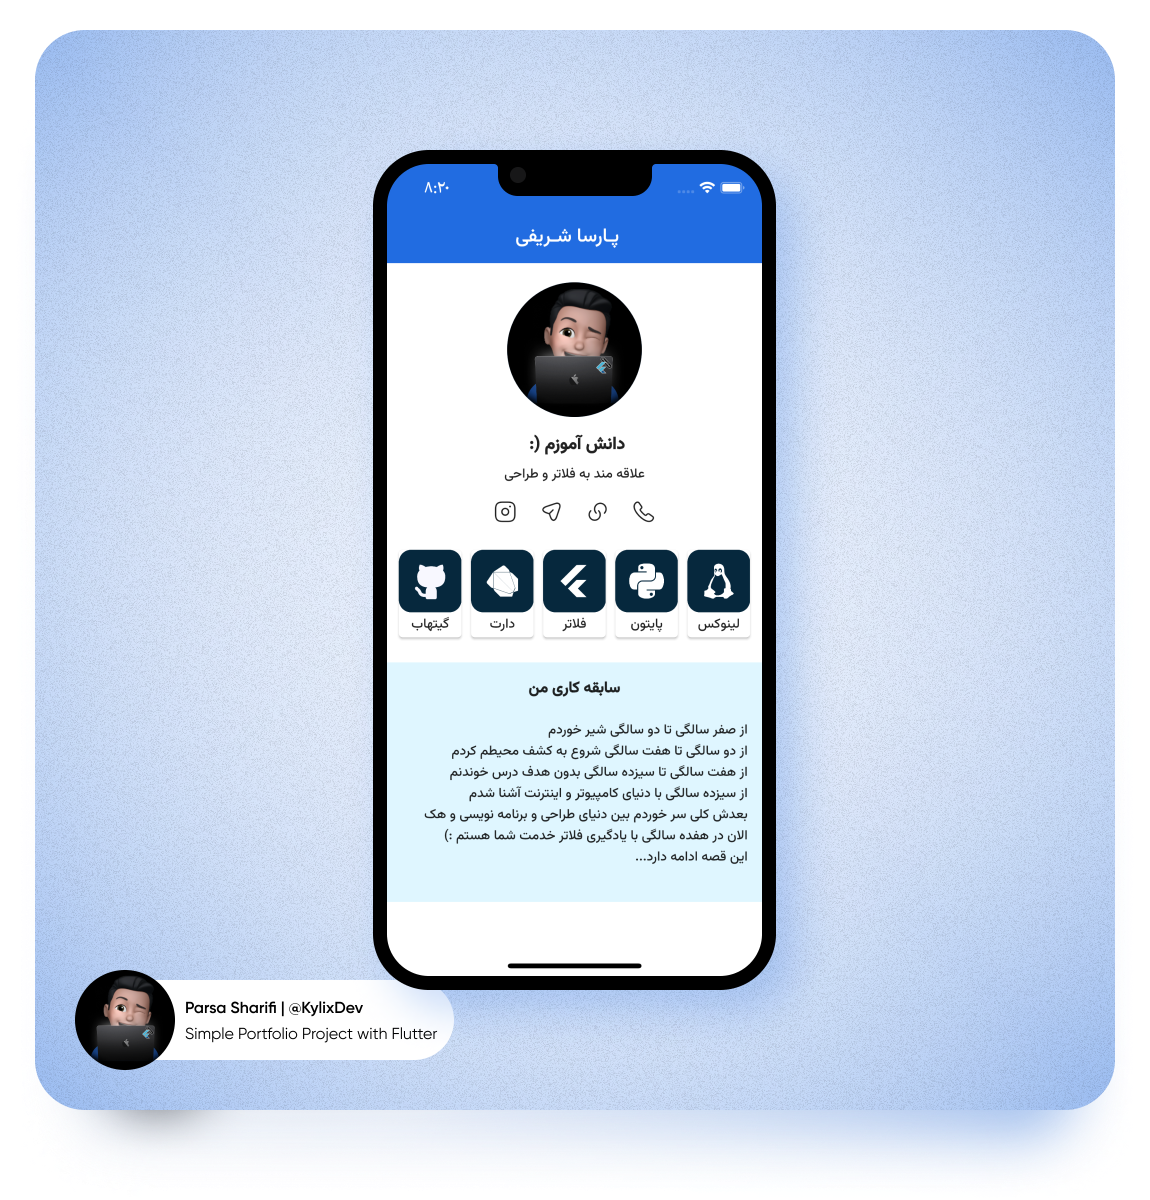 ۸:۲۰
پـارسا شـریفی
دانش آموزم (:
علاقه مند به فلاتر و طراحی
لینوکس
پایتون
فلاتر
دارت
گیتهاب
سابقه کاری من
از صفر سالگی تا دو سالگی شیر خوردم
از دو سالگی تا هفت سالگی شروع به کشف محیطم کردم
از هفت سالگی تا سیزده سالگی بدون هدف درس خوندنم
از سیزده سالگی با دنیای کامپیوتر و اینترنت آشنا شدم
بعدش کلی سر خوردم بین دنیای طراحی و برنامه نویسی و هک
الان در هفده سالگی با یادگیری فلاتر خدمت شما هستم :)
این قصه ادامه دارد...
Parsa Sharifi | @KylixDev
Simple Portfolio Project with Flutter